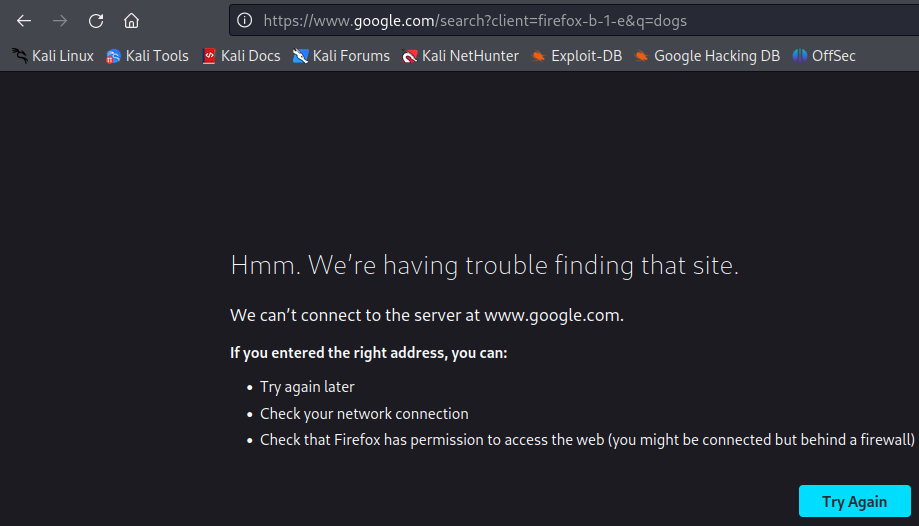 https://www.google.com/search?client=firefox-b-1-e&q=dogs
Kali Linux Kali Tools Kali Docs Kali Forums Kali NetHunter Exploit-DB Google Hacking DB OffSec
Hmm. We’re having trouble finding that site.
We can’t connect to the server at www.google.com.
If you entered the right address, you can:
• Try again later
• Check your network connection
• Check that Firefox has permission to access the web (you might be connected but behind a firewall)
Try Again